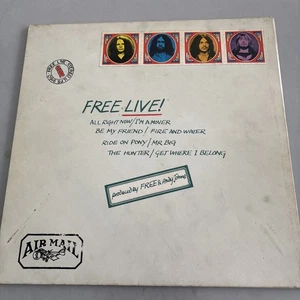 FREE LIVE!
ALL RIGHT NOW/I'M A MOVER
BE MY FRIEND/FIRE AND WATER
RIDE ON PONY/MR BIG
THE HUNTER/GET WHERE I BELONG
produced by FREE & Andy Johns
AIR MAIL